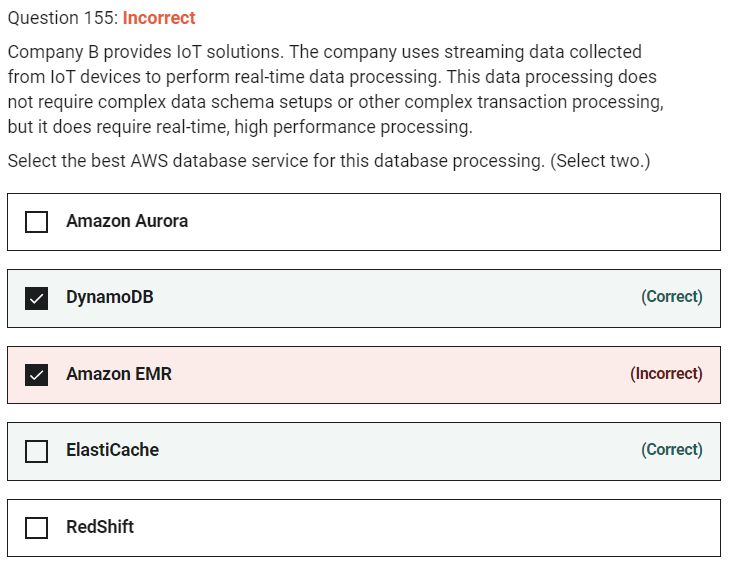 Question 155: Incorrect
Company B provides IoT solutions. The company uses streaming data collected
from IoT devices to perform real-time data processing. This data processing does
not require complex data schema setups or other complex transaction processing,
but it does require real-time, high performance processing.
Select the best AWS database service for this database processing. (Select two.)
Amazon Aurora
DynamoDB (Correct)
Amazon EMR (Incorrect)
ElastiCache (Correct)
RedShift